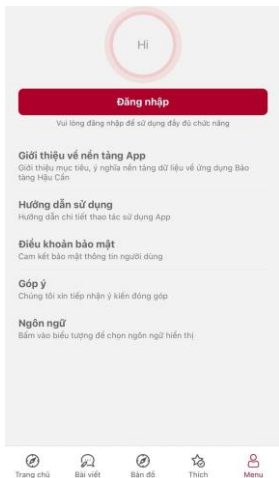 Hi
Đăng nhập
Vui lòng đăng nhập để sử dụng đầy đủ chức năng
Giới thiệu về nền tảng App
Giới thiệu mục tiêu, ý nghĩa nền tảng dữ liệu về ứng dụng Bảo
tàng Hậu Cần
Hướng dẫn sử dụng
Hướng dẫn chi tiết thao tác sử dụng App
Điều khoản bảo mật
Cam kết bảo mật thông tin người dùng
Góp ý
Chúng tôi xin tiếp nhận ý kiến đóng góp
Ngôn ngữ
Bấm vào biểu tượng để chọn ngôn ngữ hiển thị
Trang chủ Bài viết Bản đồ Thích Menu